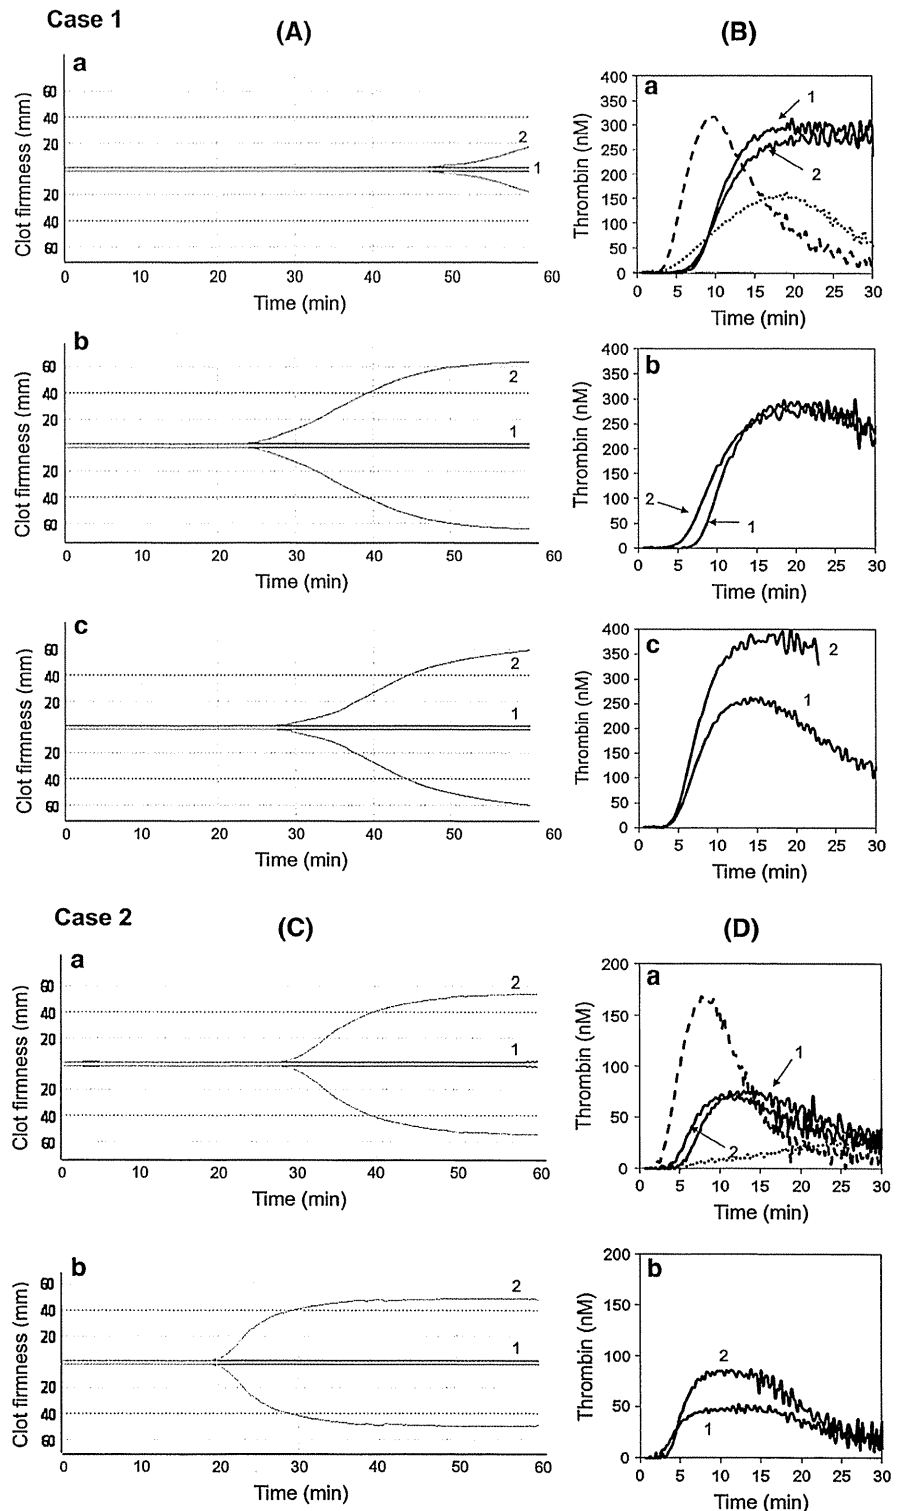 Case 1
(A)
(B)
a
60
40
20
20
40
60
Clot firmness (mm)
2
1
0 10 20 30 40 50 60
Time (min)
a
400
350
300
250
200
150
100
50
0
Thrombin (nM)
1
2
0 5 10 15 20 25 30
Time (min)
b
60
40
20
20
40
60
Clot firmness (mm)
2
1
0 10 20 30 40 50 60
Time (min)
b
400
350
300
250
200
150
100
50
0
Thrombin (nM)
2
1
0 5 10 15 20 25 30
Time (min)
c
60
40
20
20
40
60
Clot firmness (mm)
2
1
0 10 20 30 40 50 60
Time (min)
c
400
350
300
250
200
150
100
50
0
Thrombin (nM)
2
1
0 5 10 15 20 25 30
Time (min)
Case 2
(C)
(D)
a
60
40
20
20
40
60
Clot firmness (mm)
2
1
0 10 20 30 40 50 60
Time (min)
a
200
150
100
50
0
Thrombin (nM)
1
2
0 5 10 15 20 25 30
Time (min)
b
60
40
20
20
40
60
Clot firmness (mm)
2
1
0 10 20 30 40 50 60
Time (min)
b
200
150
100
50
0
Thrombin (nM)
2
1
0 5 10 15 20 25 30
Time (min)